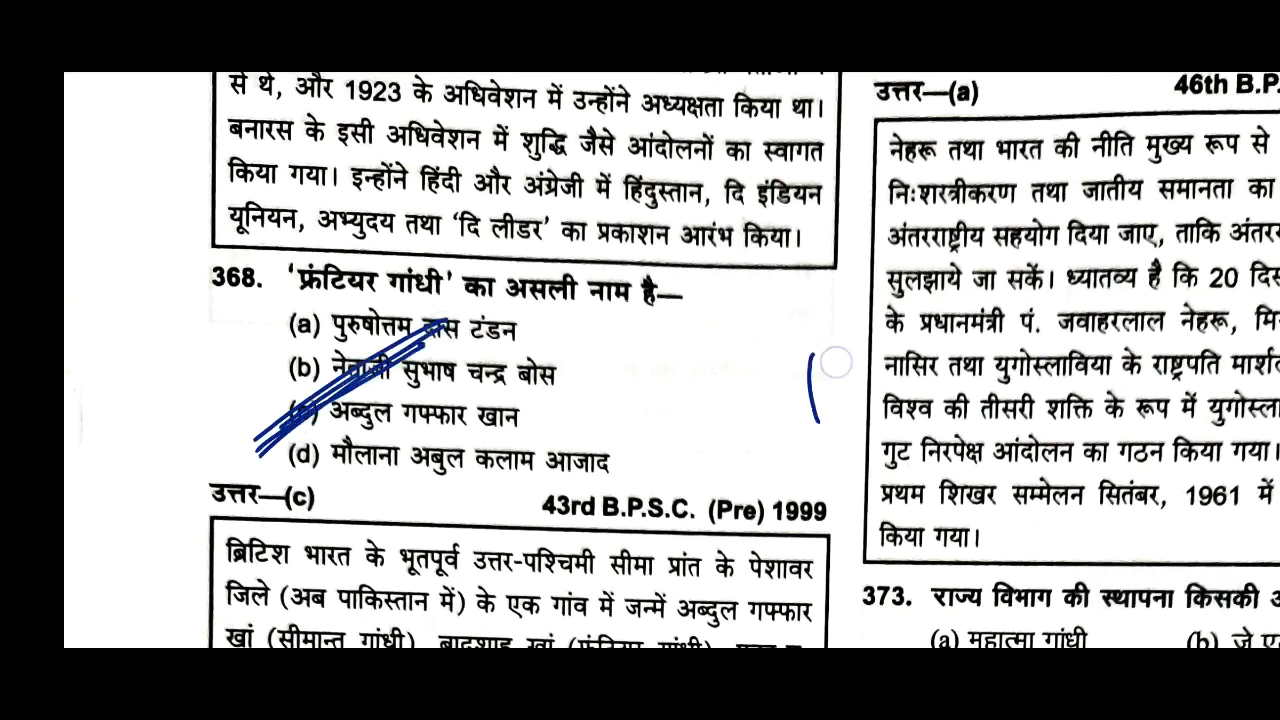 से थे, और 1923 के अधिवेशन में उन्होंने अध्यक्षता किया था।
बनारस के इसी अधिवेशन में शुद्धि जैसे आंदोलनों का स्वागत
किया गया। इन्होंने हिंदी और अंग्रेजी में हिंदुस्तान, दि इंडियन
यूनियन, अभ्युदय तथा ‘दि लीडर’ का प्रकाशन आरंभ किया।
368. ‘फ्रंटियर गांधी’ का असली नाम है—
(a) पुरुषोत्तम दास टंडन
(b) नेताजी सुभाष चन्द्र बोस
(c) अब्दुल गफ्फार खान
(d) मौलाना अबुल कलाम आजाद
उत्तर—(c) 43rd B.P.S.C. (Pre) 1999
ब्रिटिश भारत के भूतपूर्व उत्तर-पश्चिमी सीमा प्रांत के पेशावर
जिले (अब पाकिस्तान में) के एक गांव में जन्में अब्दुल गफ्फार
खां (सीमान्त गांधी), बादशाह खां (फ्रंटियर गांधी),
उत्तर—(a) 46th B.P.
नेहरू तथा भारत की नीति मुख्य रूप से
निःशस्त्रीकरण तथा जातीय समानता का
अंतरराष्ट्रीय सहयोग दिया जाए, ताकि
सुलझाये जा सकें। ध्यातव्य है कि 20
के प्रधानमंत्री पं. जवाहरलाल नेहरू,
नासिर तथा युगोस्लाविया के राष्ट्रपति
विश्व की तीसरी शक्ति के रूप में
गुट निरपेक्ष आंदोलन का गठन किया गया।
प्रथम शिखर सम्मेलन सितंबर, 1961 में
किया गया।
373. राज्य विभाग की स्थापना किसकी
(a) महात्मा गांधी (b) जे